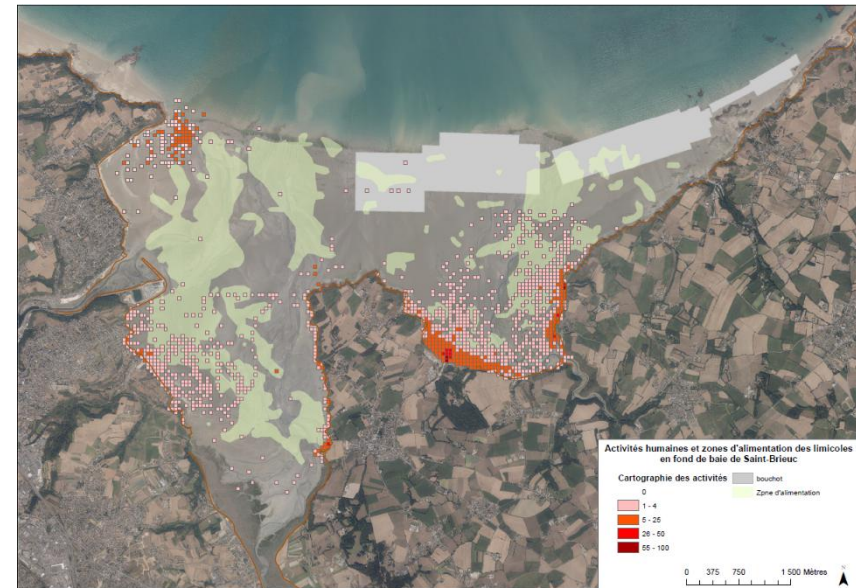 Activités humaines et zones d'alimentation des limicoles
en fond de baie de Saint-Brieuc
Cartographie des activités
0
1 - 4
5 - 25
26 - 50
55 - 100
bouchot
Zpne d'alimentation
0 375 750 1 500 Mètres
N